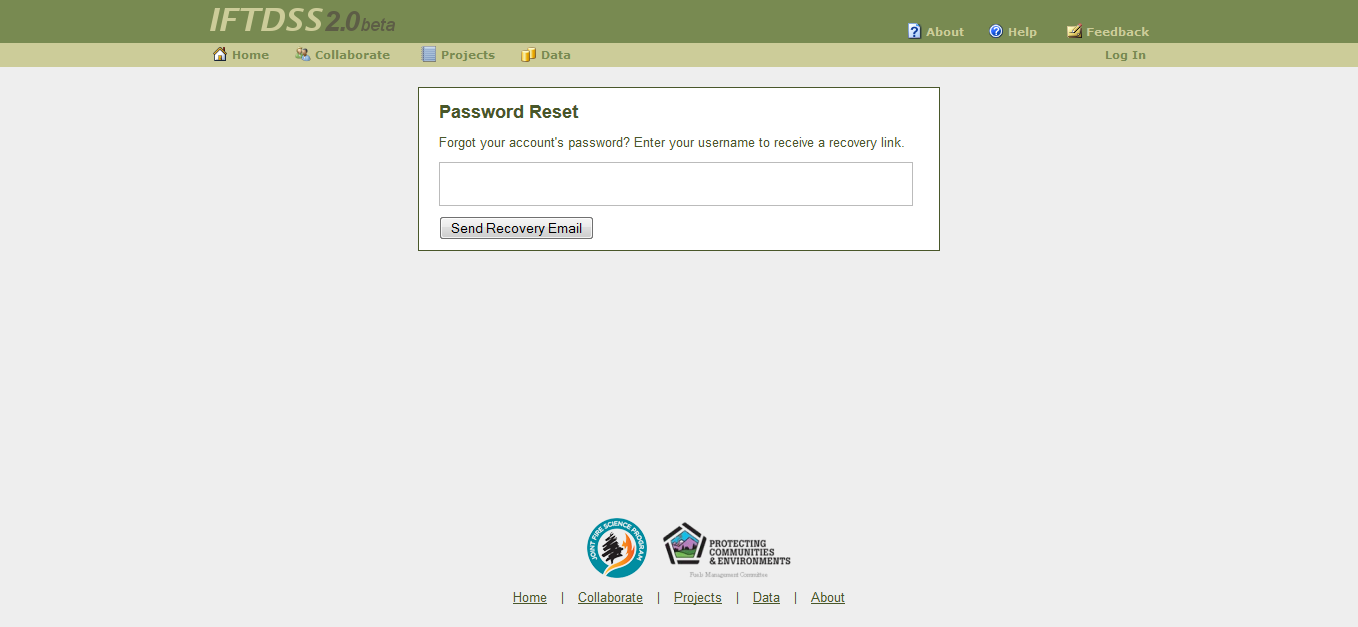 IFTDSS 2.0 beta
About Help Feedback
Home Collaborate Projects Data Log In
Password Reset
Forgot your account's password? Enter your username to receive a recovery link.
Send Recovery Email
JOINT FIRE SCIENCE PROGRAM
PROTECTING
COMMUNITIES
& ENVIRONMENTS
Fuels Management Committee
Home | Collaborate | Projects | Data | About